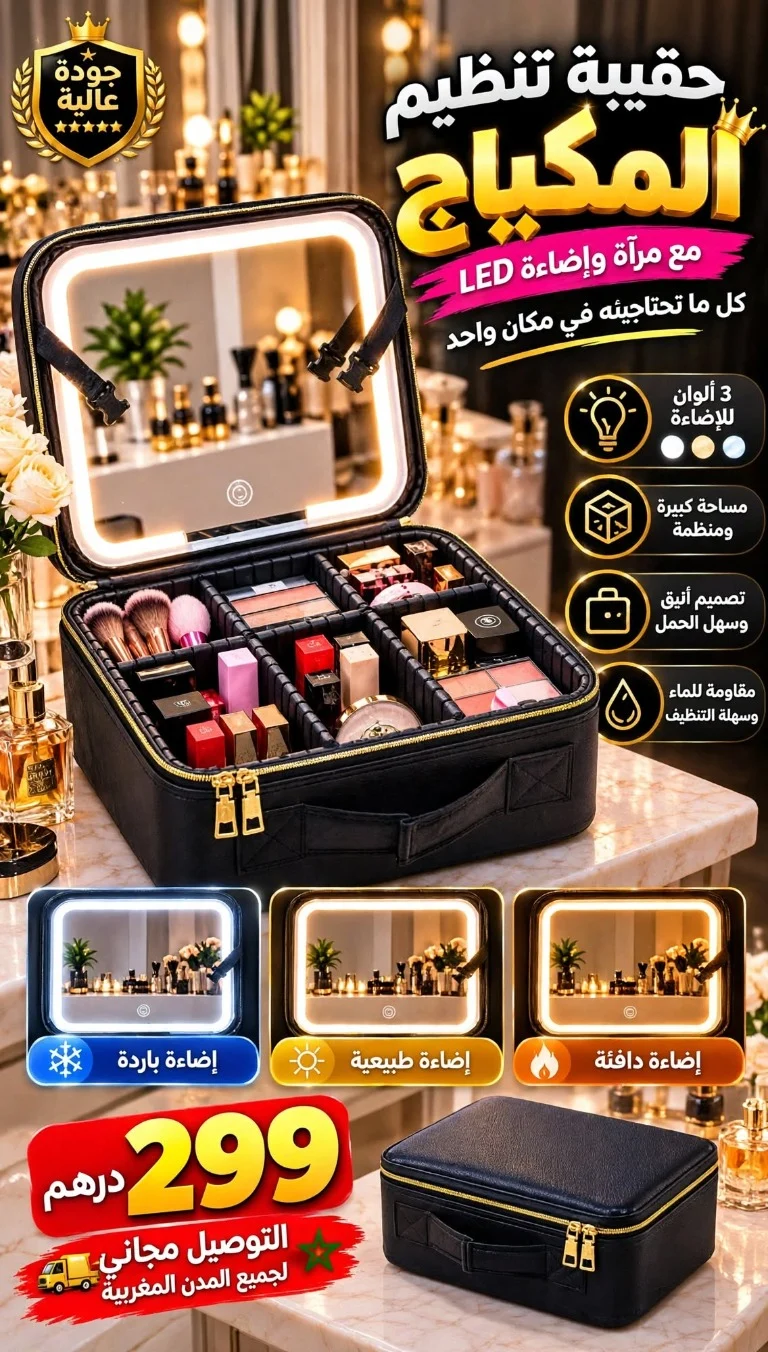 جودة
عالية
حقيبة تنظيم
المكياج
مع مرآة وإضاءة LED
كل ما تحتاجيئه في مكان واحد
3 ألوان
للإضاءة
مساحة كبيرة
ومنظمة
تصميم أنيق
وسهل الحمل
مقاومة للماء
وسهلة التنظيف
إضاءة باردة
إضاءة طبيعية
إضاءة دافئة
299 درهم
التوصيل مجاني
لجميع المدن المغربية